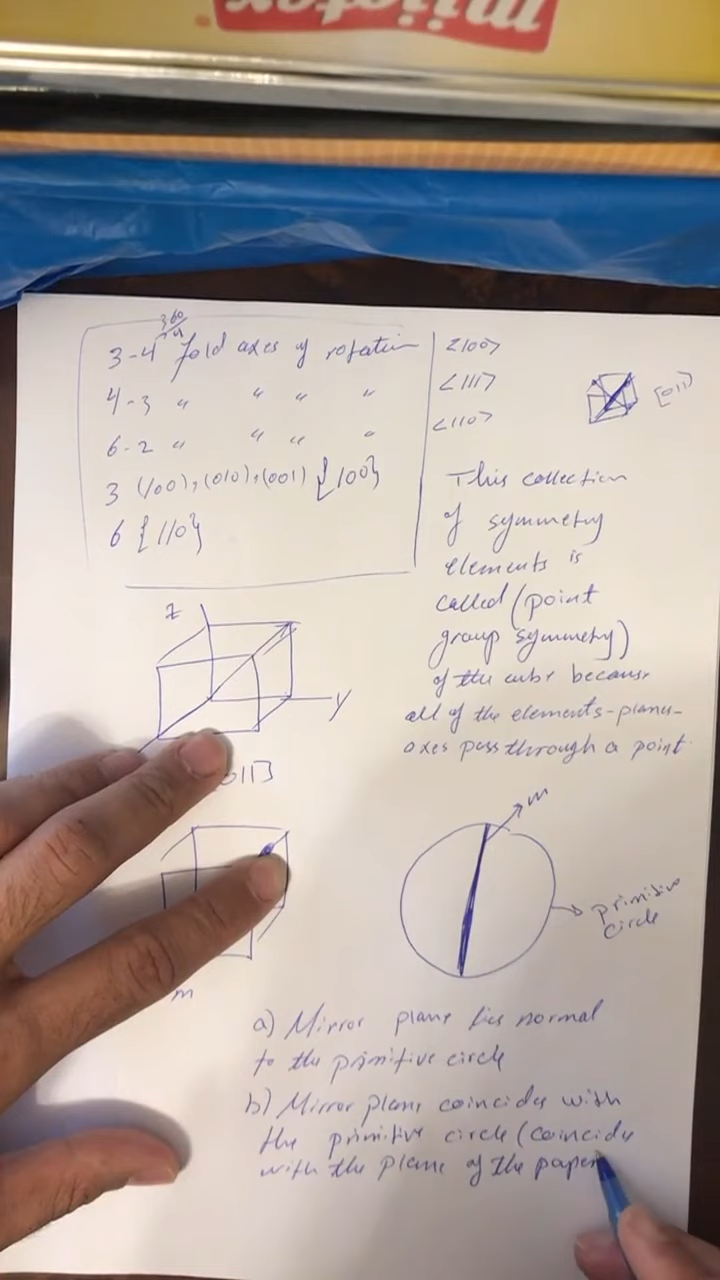 360/4
3-4 fold axes of rotation
4-3 " " " "
6-2 " " " "
3 (100), (010), (001) {100}
6 {110}
<100>
<111>
<110>
[011]
This collection
of symmetry
elements is
called (point
group symmetry)
of the cube because
all of the elements-planes-
axes pass through a point.
z
y
011]
m
m
primitive
circle
a) Mirror plane lies normal
to the primitive circle
b) Mirror plane coincides with
the primitive circle (coincide
with the plane of the paper